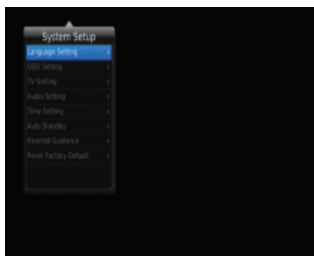 System Setup
Language Setting
OSD Setting
TV Setting
Audio Setting
Time Setting
Auto Standby
Parental Guidance
Reset Factory Default